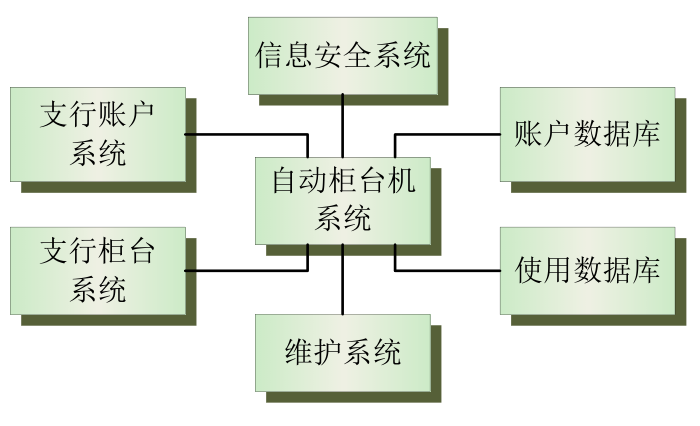 信息安全系统
支行账户
系统
账户数据库
自动柜台机
系统
支行柜台
系统
使用数据库
维护系统